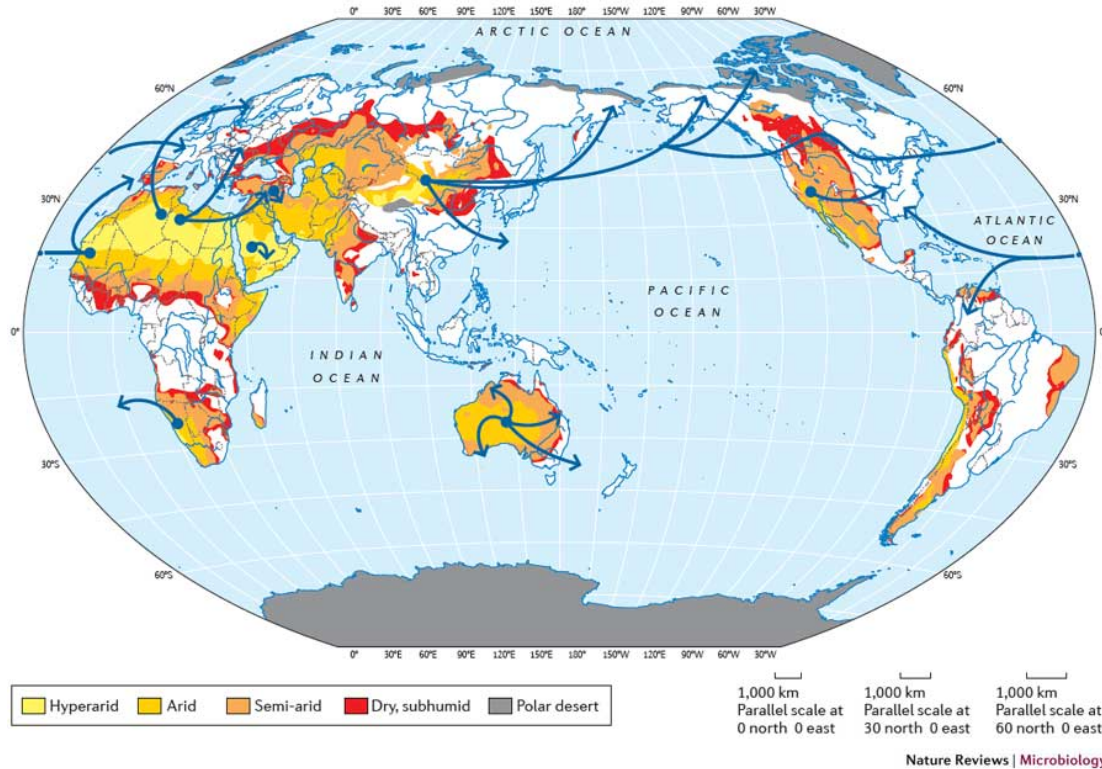 0° 30°E 60°E 90°E 120°E 150°E 180° 150°W 120°W 90°W 60°W 30°W
ARCTIC OCEAN
60°N
60°N
30°N
30°N
ATLANTIC
OCEAN
PACIFIC
OCEAN
0°
0°
INDIAN
OCEAN
30°S
30°S
60°S
60°S
0° 30°E 60°E 90°E 120°E 150°E 180° 150°W 120°W 90°W 60°W 30°W
Hyperarid Arid Semi-arid Dry, subhumid Polar desert
1,000 km
Parallel scale at
0 north 0 east
1,000 km
Parallel scale at
30 north 0 east
1,000 km
Parallel scale at
60 north 0 east
Nature Reviews | Microbiology